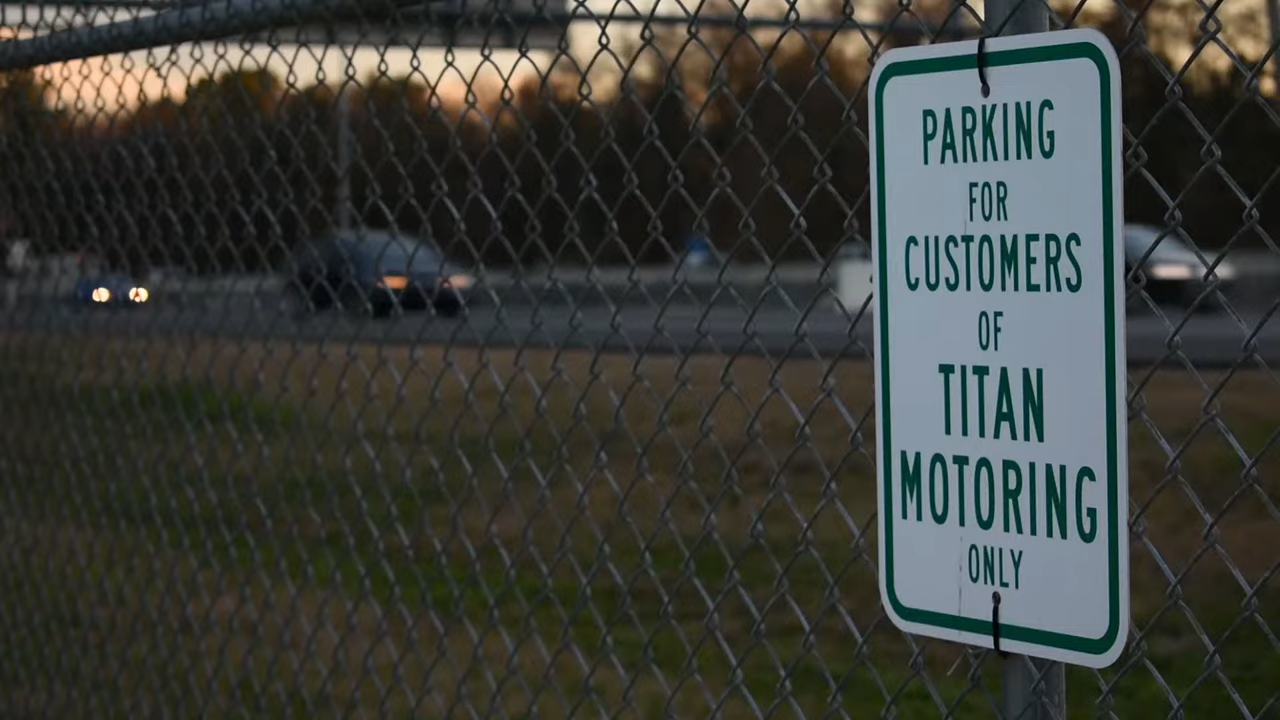 PARKING
FOR
CUSTOMERS
OF
TITAN
MOTORING
ONLY